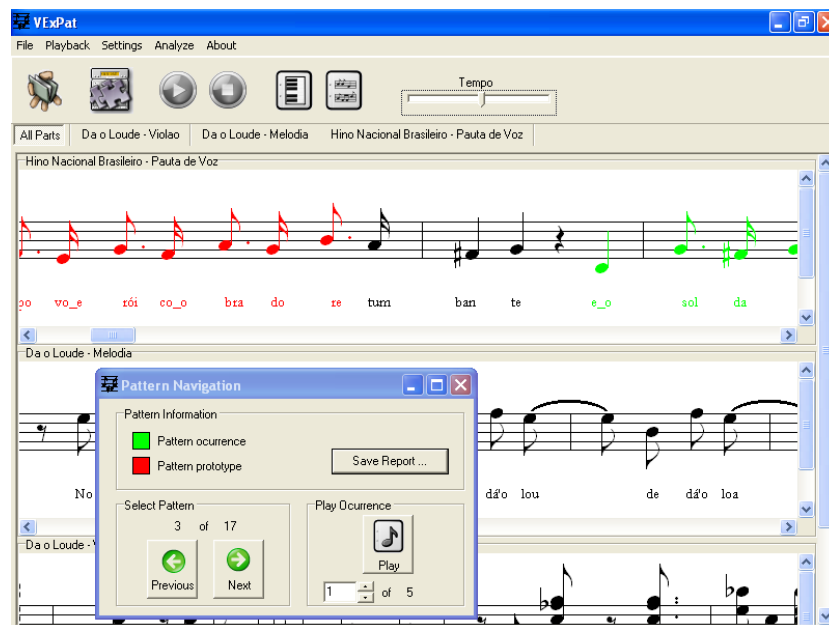 VExPat
File Playback Settings Analyze About
Tempo
All Parts Da o Loude - Violao Da o Loude - Melodia Hino Nacional Brasileiro - Pauta de Voz
Hino Nacional Brasileiro - Pauta de Voz
po vo_e rói co_o bra do re tum ban te e_o sol da
Da o Loude - Melodia
No dá'o lou de dá'o loa
Pattern Navigation
Pattern Information
Pattern ocurrence
Pattern prototype
Save Report ...
Select Pattern
3 of 17
Previous Next
Play Ocurrence
Play
1 of 5
Da o Loude - V